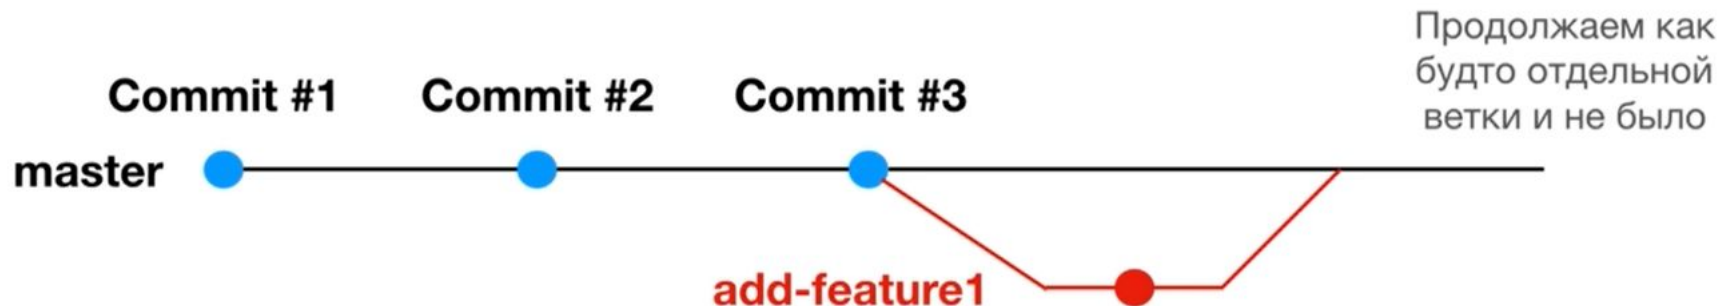 Продолжаем как
будто отдельной
ветки и не было
Commit #1 Commit #2 Commit #3
master
add-feature1